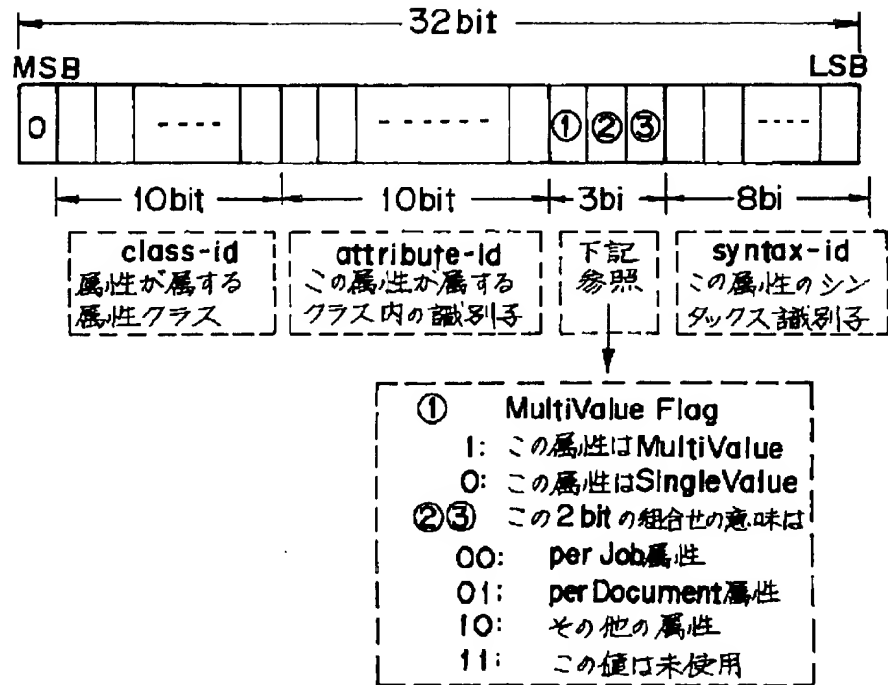 32bit
MSB LSB
0 ---- ------ ① ② ③ ----
10bit 10bit 3bi 8bi
class-id
属性が属する
属性クラス
attribute-id
この属性が属する
クラス内の識別子
下記
参照
syntax-id
この属性のシン
タックス識別子
① MultiValue Flag
1: この属性はMultiValue
0: この属性はSingleValue
②③ この2bitの組合せの意味は
00: per Job属性
01: per Document属性
10: その他の属性
11: この値は未使用